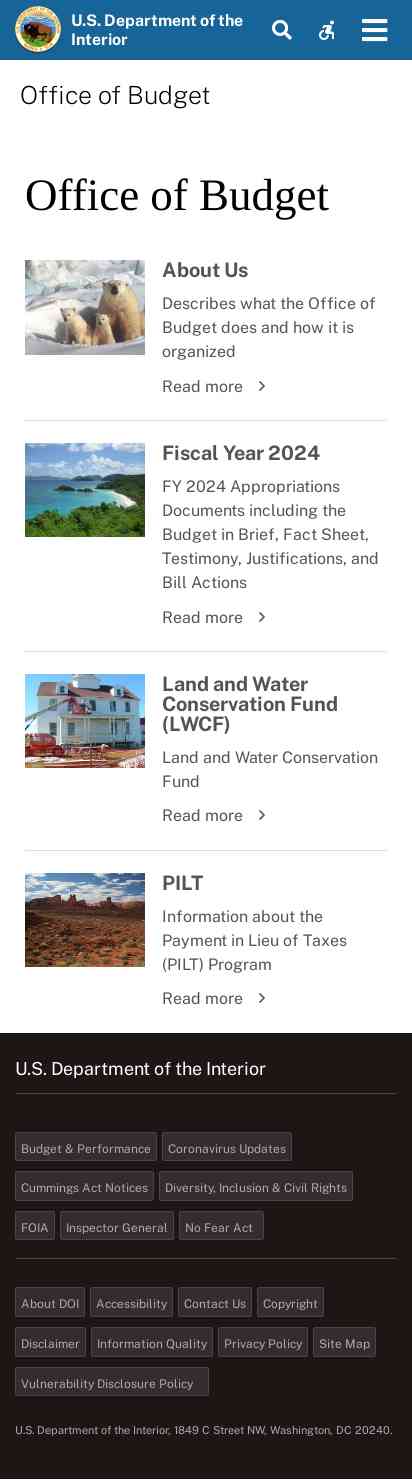 U.S. Department of the
Interior
Office of Budget
Office of Budget
About Us
Describes what the Office of
Budget does and how it is
organized
Read more
Fiscal Year 2024
FY 2024 Appropriations
Documents including the
Budget in Brief, Fact Sheet,
Testimony, Justifications, and
Bill Actions
Read more
Land and Water
Conservation Fund
(LWCF)
Land and Water Conservation
Fund
Read more
PILT
Information about the
Payment in Lieu of Taxes
(PILT) Program
Read more
U.S. Department of the Interior
Budget & Performance Coronavirus Updates
Cummings Act Notices Diversity, Inclusion & Civil Rights
FOIA Inspector General No Fear Act
About DOI Accessibility Contact Us Copyright
Disclaimer Information Quality Privacy Policy Site Map
Vulnerability Disclosure Policy
U.S. Department of the Interior, 1849 C Street NW, Washington, DC 20240.